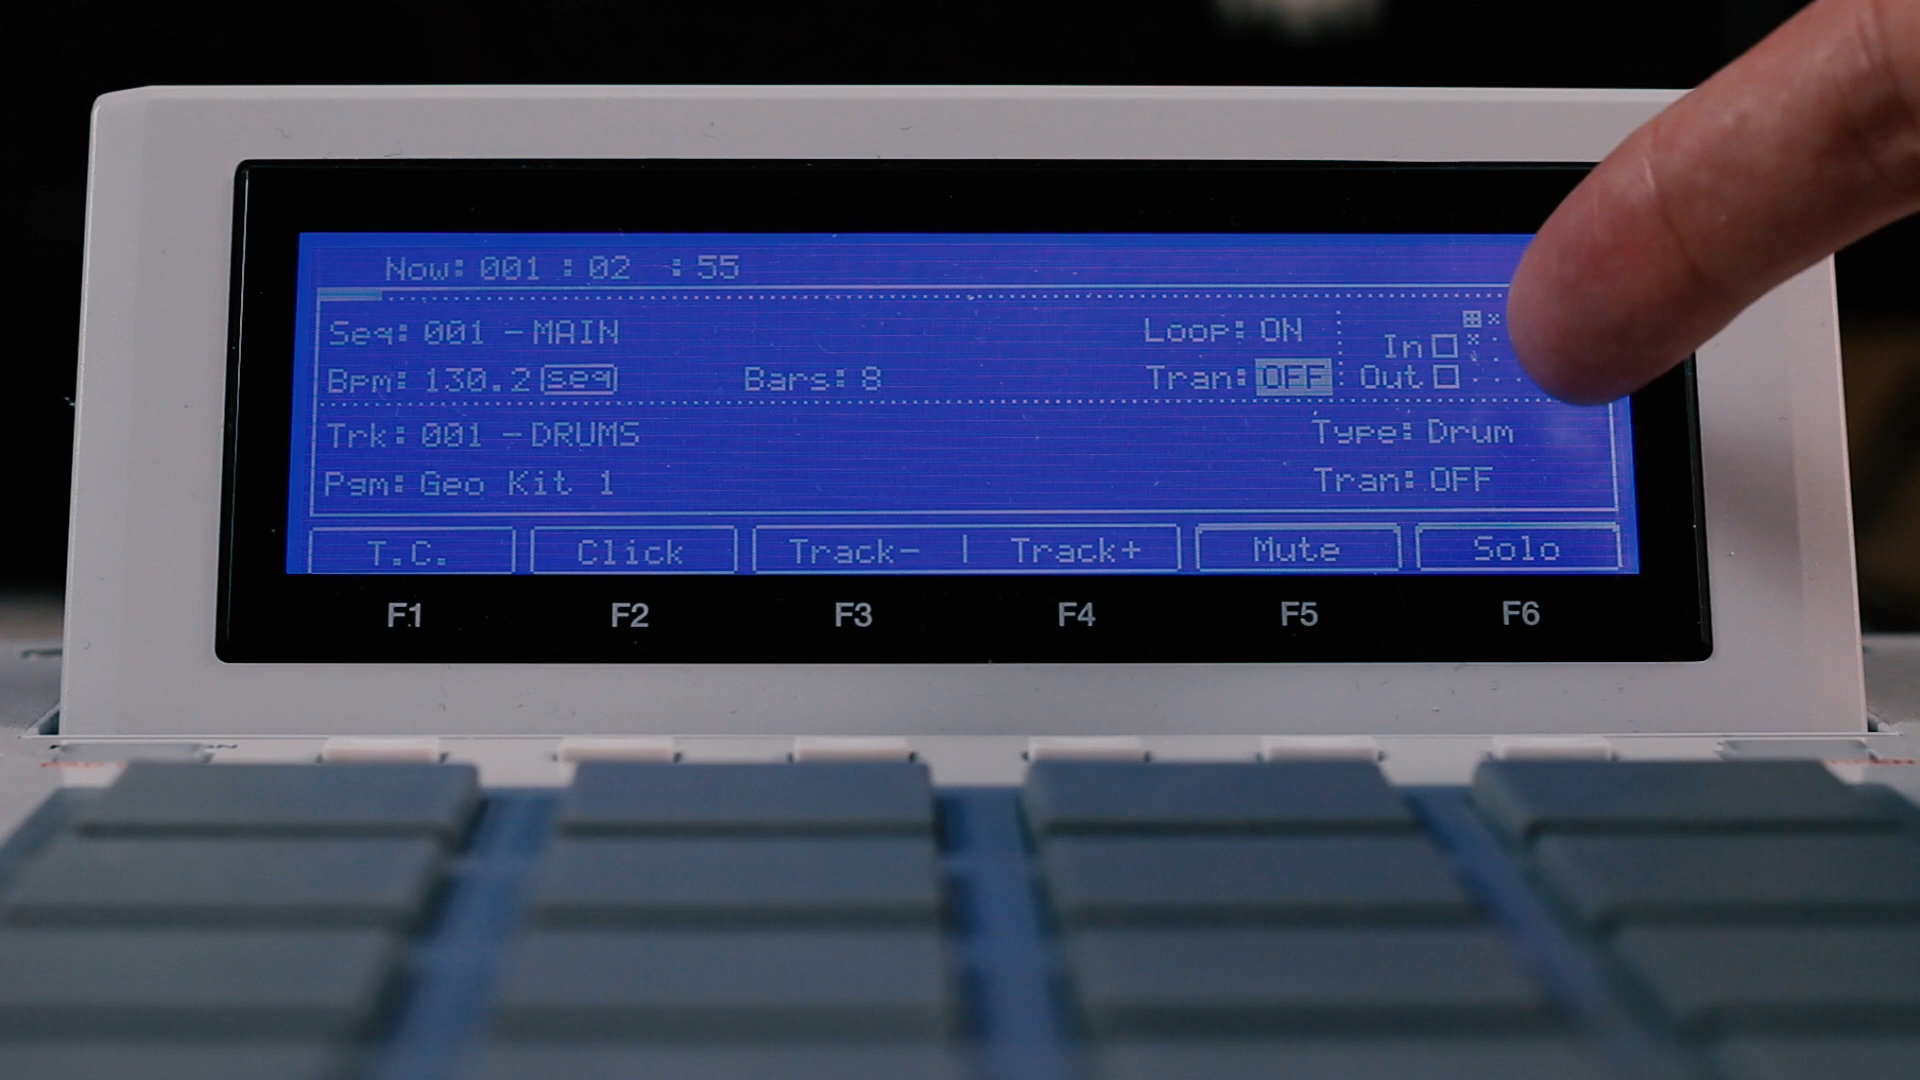 Now: 001 : 02 : 55
Seq: 001 -MAIN Loop: ON
In
Bpm: 130.2 seq Bars: 8 Tran: OFF Out
Trk: 001 -DRUMS Type: Drum
Pgm: Geo Kit 1 Tran: OFF
T.C. Click Track- | Track+ Mute Solo
F1 F2 F3 F4 F5 F6